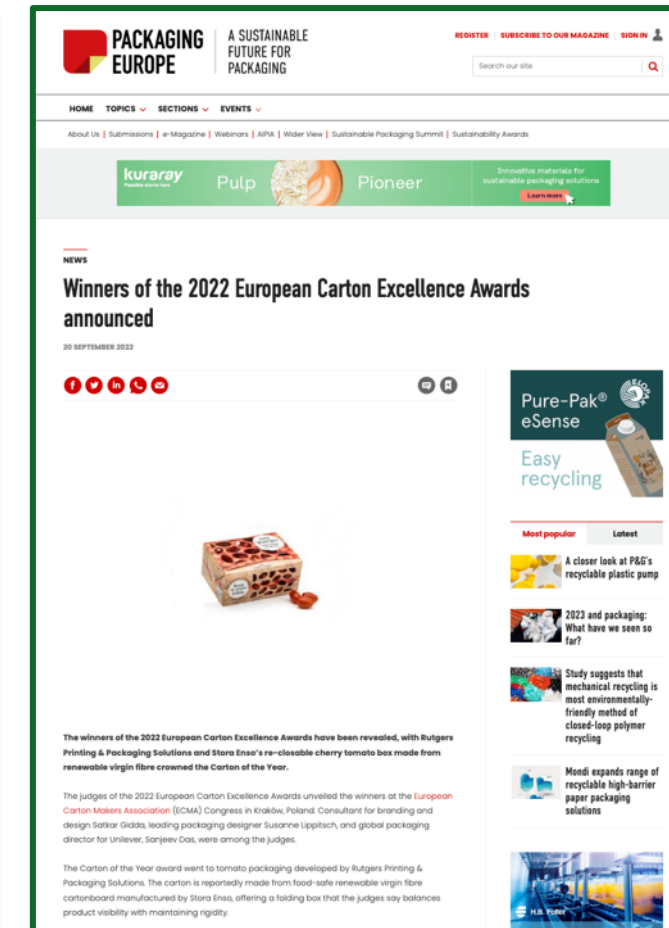 PACKAGING
EUROPE
A SUSTAINABLE
FUTURE FOR
PACKAGING
REGISTER SUBSCRIBE TO OUR MAGAZINE SIGN IN
Search our site
HOME TOPICS SECTIONS EVENTS
About Us | Submissions | e-Magazine | Webinars | AIPIA | Wider View | Sustainable Packaging Summit | Sustainability Awards
kuraray
Possible starts here
Pulp Pioneer
Innovative materials for
sustainable packaging solutions
Learn more
NEWS
Winners of the 2022 European Carton Excellence Awards
announced
20 SEPTEMBER 2022
The winners of the 2022 European Carton Excellence Awards have been revealed, with Rutgers
Printing & Packaging Solutions and Stora Enso's re-closable cherry tomato box made from
renewable virgin fibre crowned the Carton of the Year.
The judges of the 2022 European Carton Excellence Awards unveiled the winners at the European
Carton Makers Association (ECMA) Congress in Kraków, Poland. Consultant for branding and
design Satkar Gidda, leading packaging designer Susanne Lippitsch, and global packaging
director for Unilever, Sanjeev Das, were among the judges.
The Carton of the Year award went to tomato packaging developed by Rutgers Printing &
Packaging Solutions. The carton is reportedly made from food-safe renewable virgin fibre
cartonboard manufactured by Stora Enso, offering a folding box that the judges say balances
product visibility with maintaining rigidity.
Pure-Pak®
eSense
ELOPAK
Easy
recycling
Most popular Latest
A closer look at P&G's
recyclable plastic pump
2023 and packaging:
What have we seen so
far?
Study suggests that
mechanical recycling is
most environmentally-
friendly method of
closed-loop polymer
recycling
Mondi expands range of
recyclable high-barrier
paper packaging
solutions
H.B. Fuller